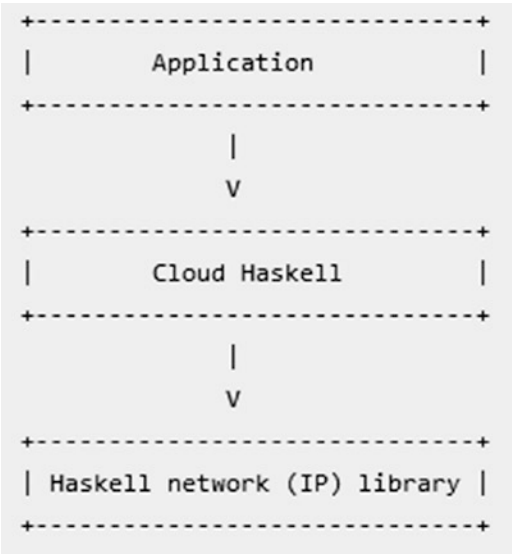 +------------------------------+
|        Application           |
+------------------------------+
              |
              V
+------------------------------+
|        Cloud Haskell         |
+------------------------------+
              |
              V
+------------------------------+
| Haskell network (IP) library |
+------------------------------+